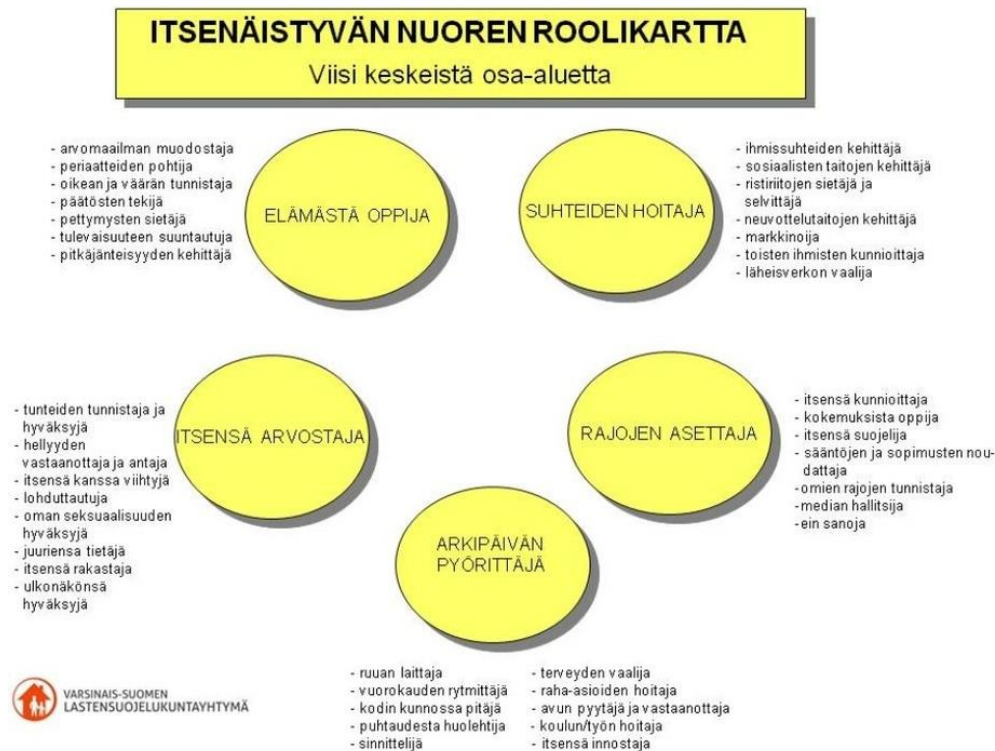 ITSENÄISTYVÄN NUOREN ROOLIKARTTA
Viisi keskeistä osa-aluetta
- arvomaailman muodostaja
- periaatteiden pohtija
- oikean ja väärän tunnistaja
- päätösten tekijä
- pettymysten sietäjä
- tulevaisuuteen suuntautuja
- pitkäjänteisyyden kehittäjä
ELÄMÄSTÄ OPPIJA
SUHTEIDEN HOITAJA
- ihmissuhteiden kehittäjä
- sosiaalisten taitojen kehittäjä
- ristiriitojen sietäjä ja
selvittäjä
- neuvottelutaitojen kehittäjä
- markkinoija
- toisten ihmisten kunnioittaja
- läheisverkon vaalija
- tunteiden tunnistaja ja
hyväksyjä
- hellyyden
vastaanottaja ja antaja
- itsensä kanssa viihtyjä
- lohduttautuja
- oman seksuaalisuuden
hyväksyjä
- juuriensa tietäjä
- itsensä rakastaja
- ulkonäkönsä
hyväksyjä
ITSENSÄ ARVOSTAJA
RAJOJEN ASETTAJA
- itsensä kunnioittaja
- kokemuksista oppija
- itsensä suojelija
- sääntöjen ja sopimusten nou-
dattaja
-omien rajojen tunnistaja
-median hallitsija
-ein sanoja
ARKIPÄIVÄN
PYÖRITTÄJÄ
- ruuan laittaja
- vuorokauden rytmittäjä
- kodin kunnossa pitäjä
- puhtaudesta huolehtija
- sinnittelijä
- terveyden vaalija
- raha-asioiden hoitaja
- avun pyytäjä ja vastaanottaja
- koulun/työn hoitaja
- itsensä innostaja
VARSINAIS-SUOMEN
LASTENSUOJELUKUNTAYHTYMÄ